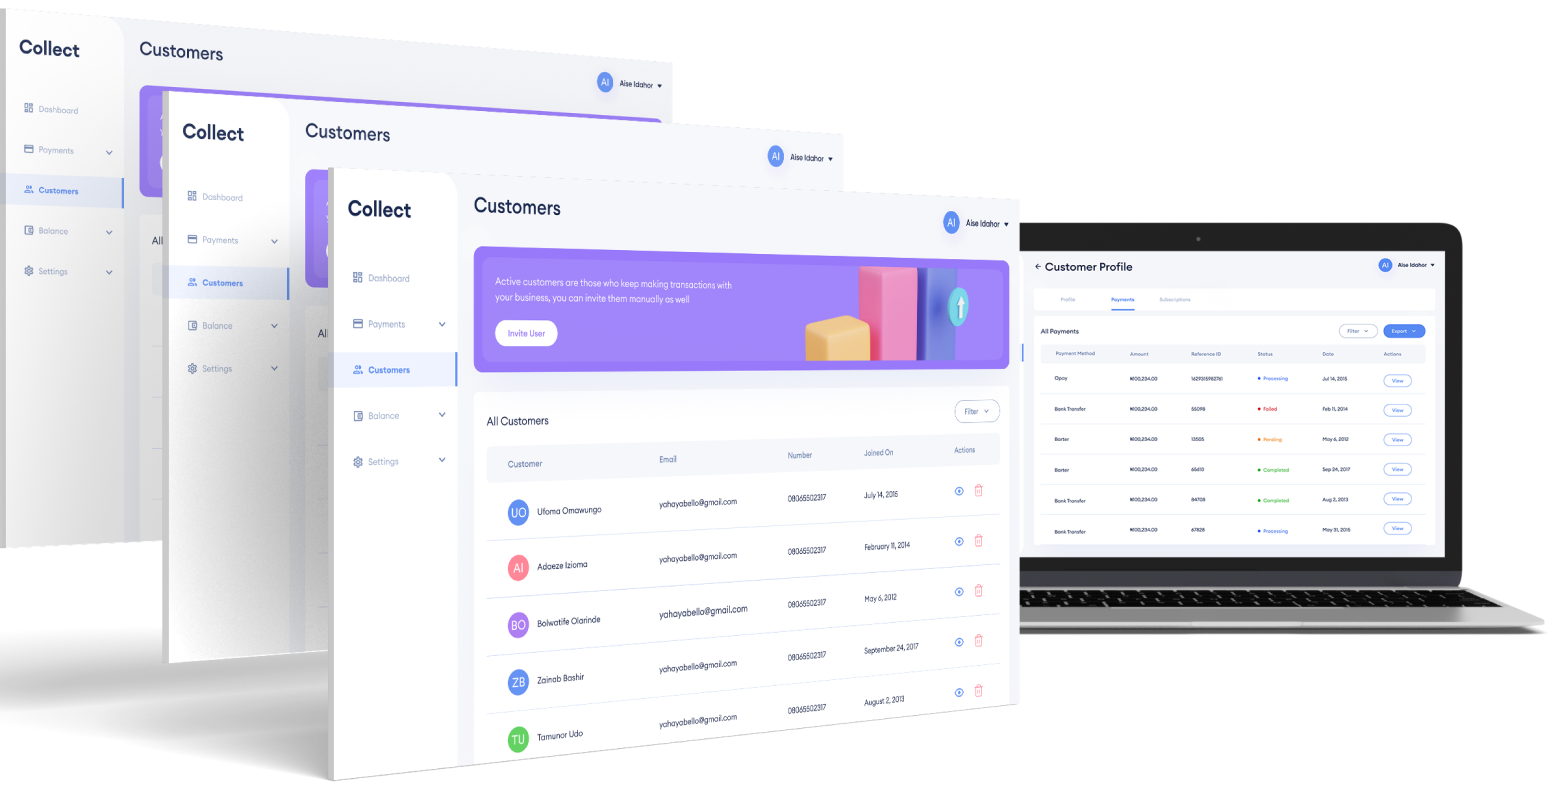 Collect
Customers
AI Aise Idahor
Dashboard
Payments
Customers
Balance
Settings
All
Collect
Customers
AI Aise Idahor
Dashboard
Payments
Customers
Balance
Settings
Al
Collect
Customers
AI Aise Idahor
Dashboard
Payments
Customers
Balance
Settings
Active customers are those who keep making transactions with
your business, you can invite them manually as well
Invite User
All Customers
Filter
Customer Email Number Joined On Actions
UO Ufoma Omawungo yahayabello@gmail.com 08065502317 July 14, 2015
AI Adaeze Izioma yahayabello@gmail.com 08065502317 February 11, 2014
BO Bolwatife Olarinde yahayabello@gmail.com 08065502317 May 6, 2012
ZB Zainab Bashir yahayabello@gmail.com 08065502317 September 24, 2017
TU Tamunor Udo yahayabello@gmail.com 08065502317 August 2, 2013
← Customer Profile
AI Aise Idahor
Profile Payments Subscriptions
All Payments
Filter Export
Payment Method Amount Reference ID Status Date Actions
Opay ₦100,234.00 1629315982761 Processing Jul 14, 2015 View
Bank Transfer ₦100,234.00 55098 Failed Feb 11, 2014 View
Barter ₦100,234.00 13505 Pending May 6, 2012 View
Barter ₦100,234.00 65610 Completed Sep 24, 2017 View
Bank Transfer ₦100,234.00 84708 Completed Aug 2, 2013 View
Bank Transfer ₦100,234.00 67828 Processing May 31, 2015 View